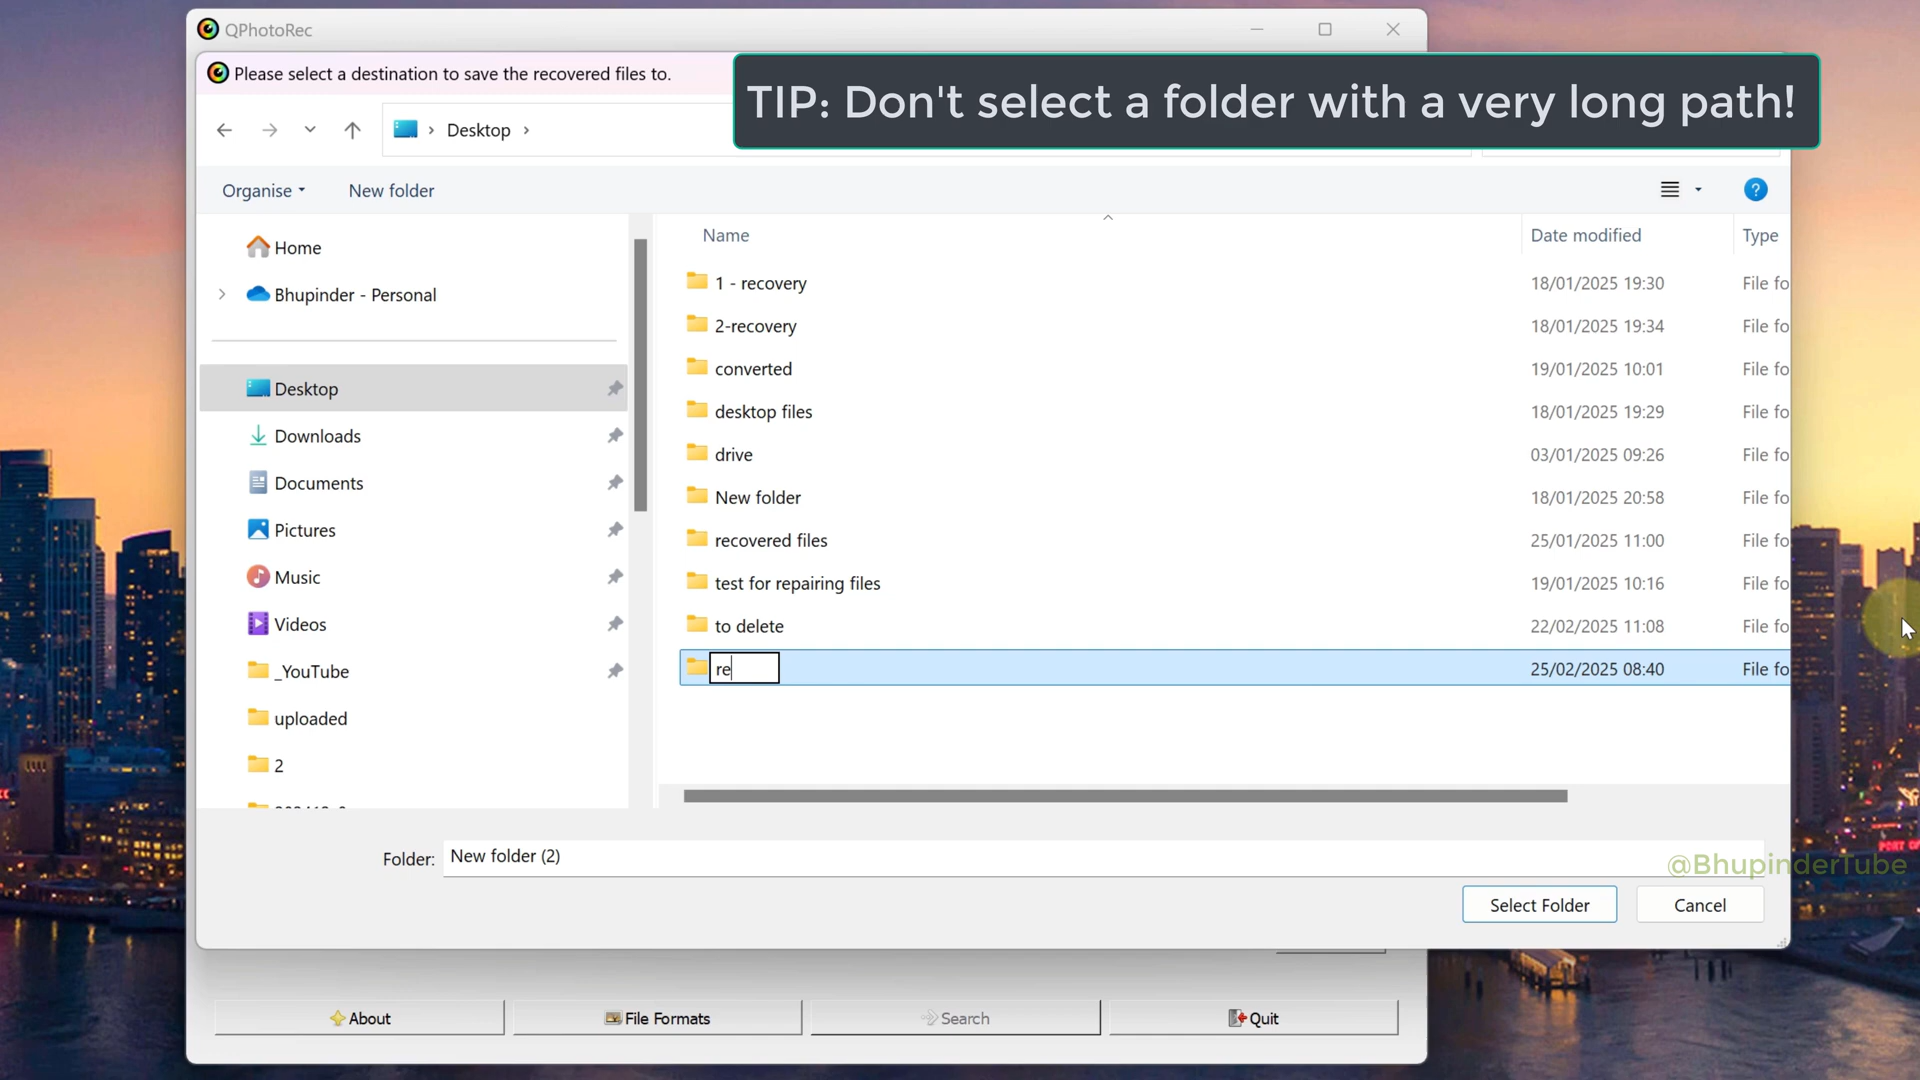 QPhotoRec
Please select a destination to save the recovered files to.
TIP: Don't select a folder with a very long path!
Desktop
Organise
New folder
Home
Bhupinder - Personal
Desktop
Downloads
Documents
Pictures
Music
Videos
_YouTube
uploaded
2
Name Date modified Type
1 - recovery 18/01/2025 19:30 File fo
2-recovery 18/01/2025 19:34 File fo
converted 19/01/2025 10:01 File fo
desktop files 18/01/2025 19:29 File fo
drive 03/01/2025 09:26 File fo
New folder 18/01/2025 20:58 File fo
recovered files 25/01/2025 11:00 File fo
test for repairing files 19/01/2025 10:16 File fo
to delete 22/02/2025 11:08 File fo
re 25/02/2025 08:40 File fo
Folder: New folder (2)
@BhupinderTube
Select Folder
Cancel
About
File Formats
Search
Quit